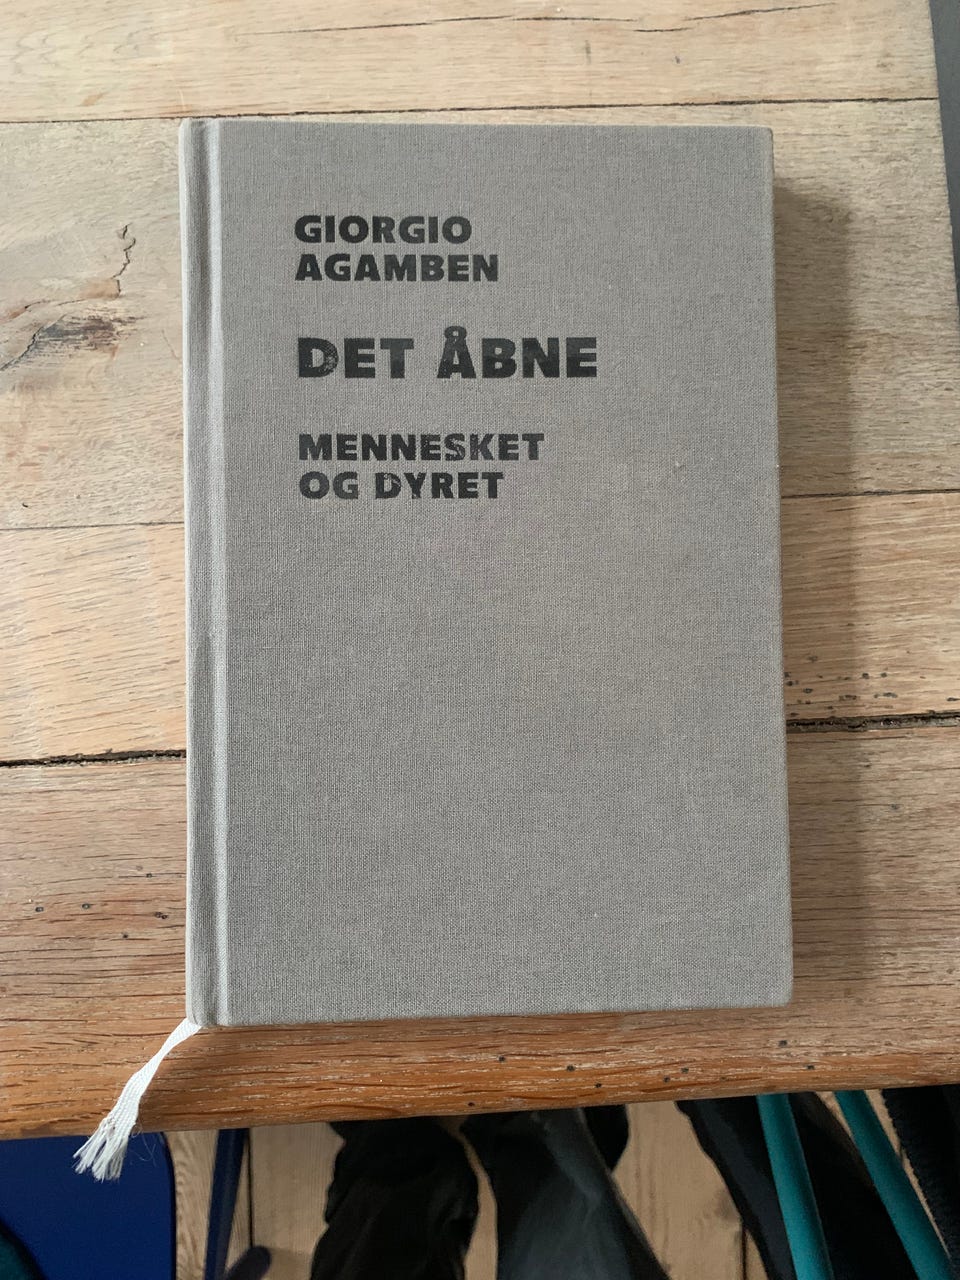 GIORGIO
AGAMBEN
DET ÅBNE
MENNESKET
OG DYRET